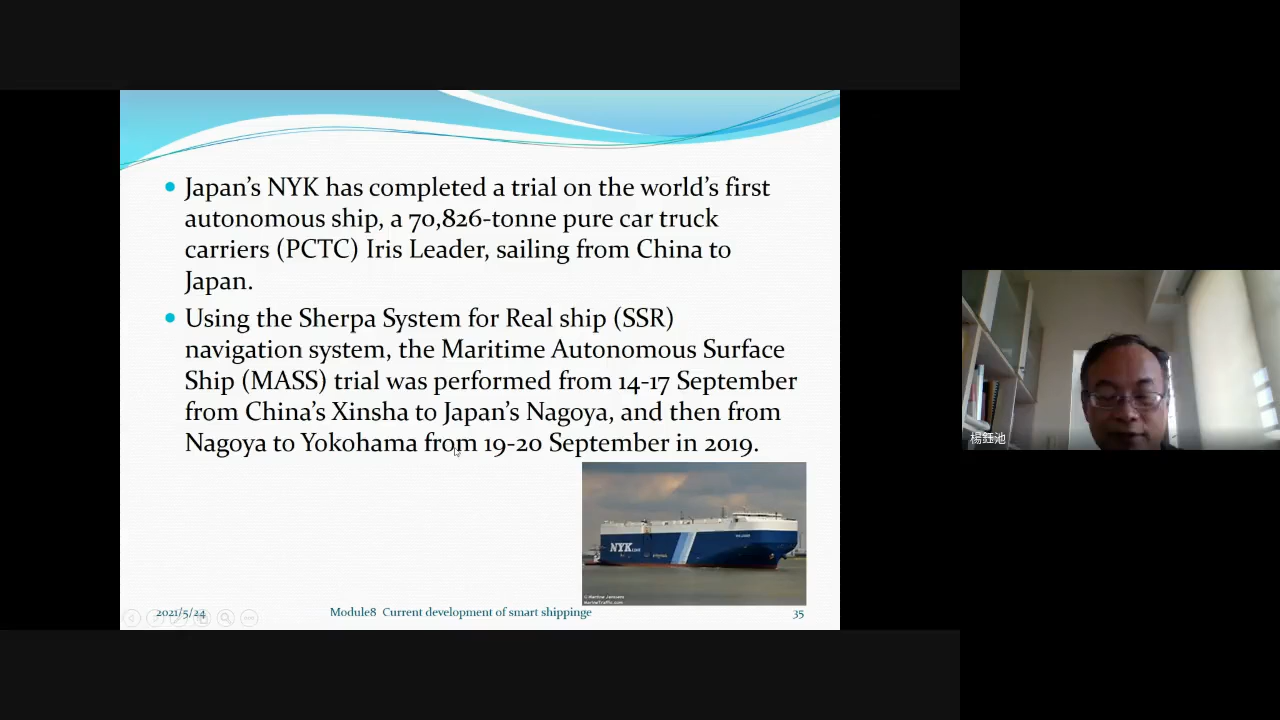 Japan's NYK has completed a trial on the world's first
autonomous ship, a 70,826-tonne pure car truck
carriers (PCTC) Iris Leader, sailing from China to
Japan.
Using the Sherpa System for Real ship (SSR)
navigation system, the Maritime Autonomous Surface
Ship (MASS) trial was performed from 14-17 September
from China's Xinsha to Japan's Nagoya, and then from
Nagoya to Yokohama from 19-20 September in 2019.
NYK LINE
MarineTraffic.com
2021/5/24
Module8 Current development of smart shippinge
35
楊鈺池